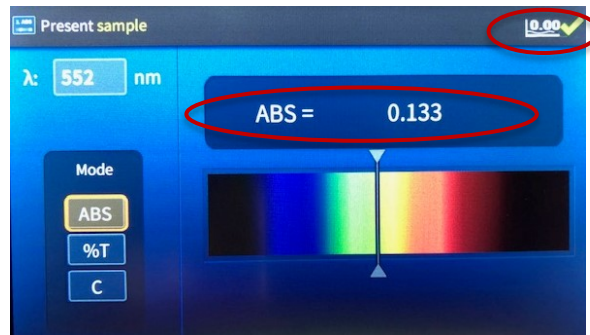 Present sample
0.00
λ: 552 nm
ABS = 0.133
Mode
ABS
%T
C